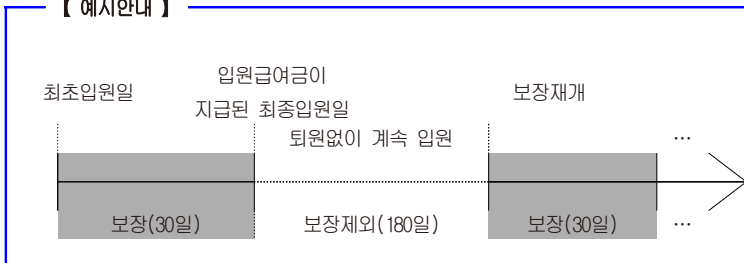 【 예시안내 】
입원급여금이
최초입원일
보장재개
지급된 최종입원일
퇴원없이 계속 입원
…
보장(30일)
보장제외(180일)
보장(30일)
…